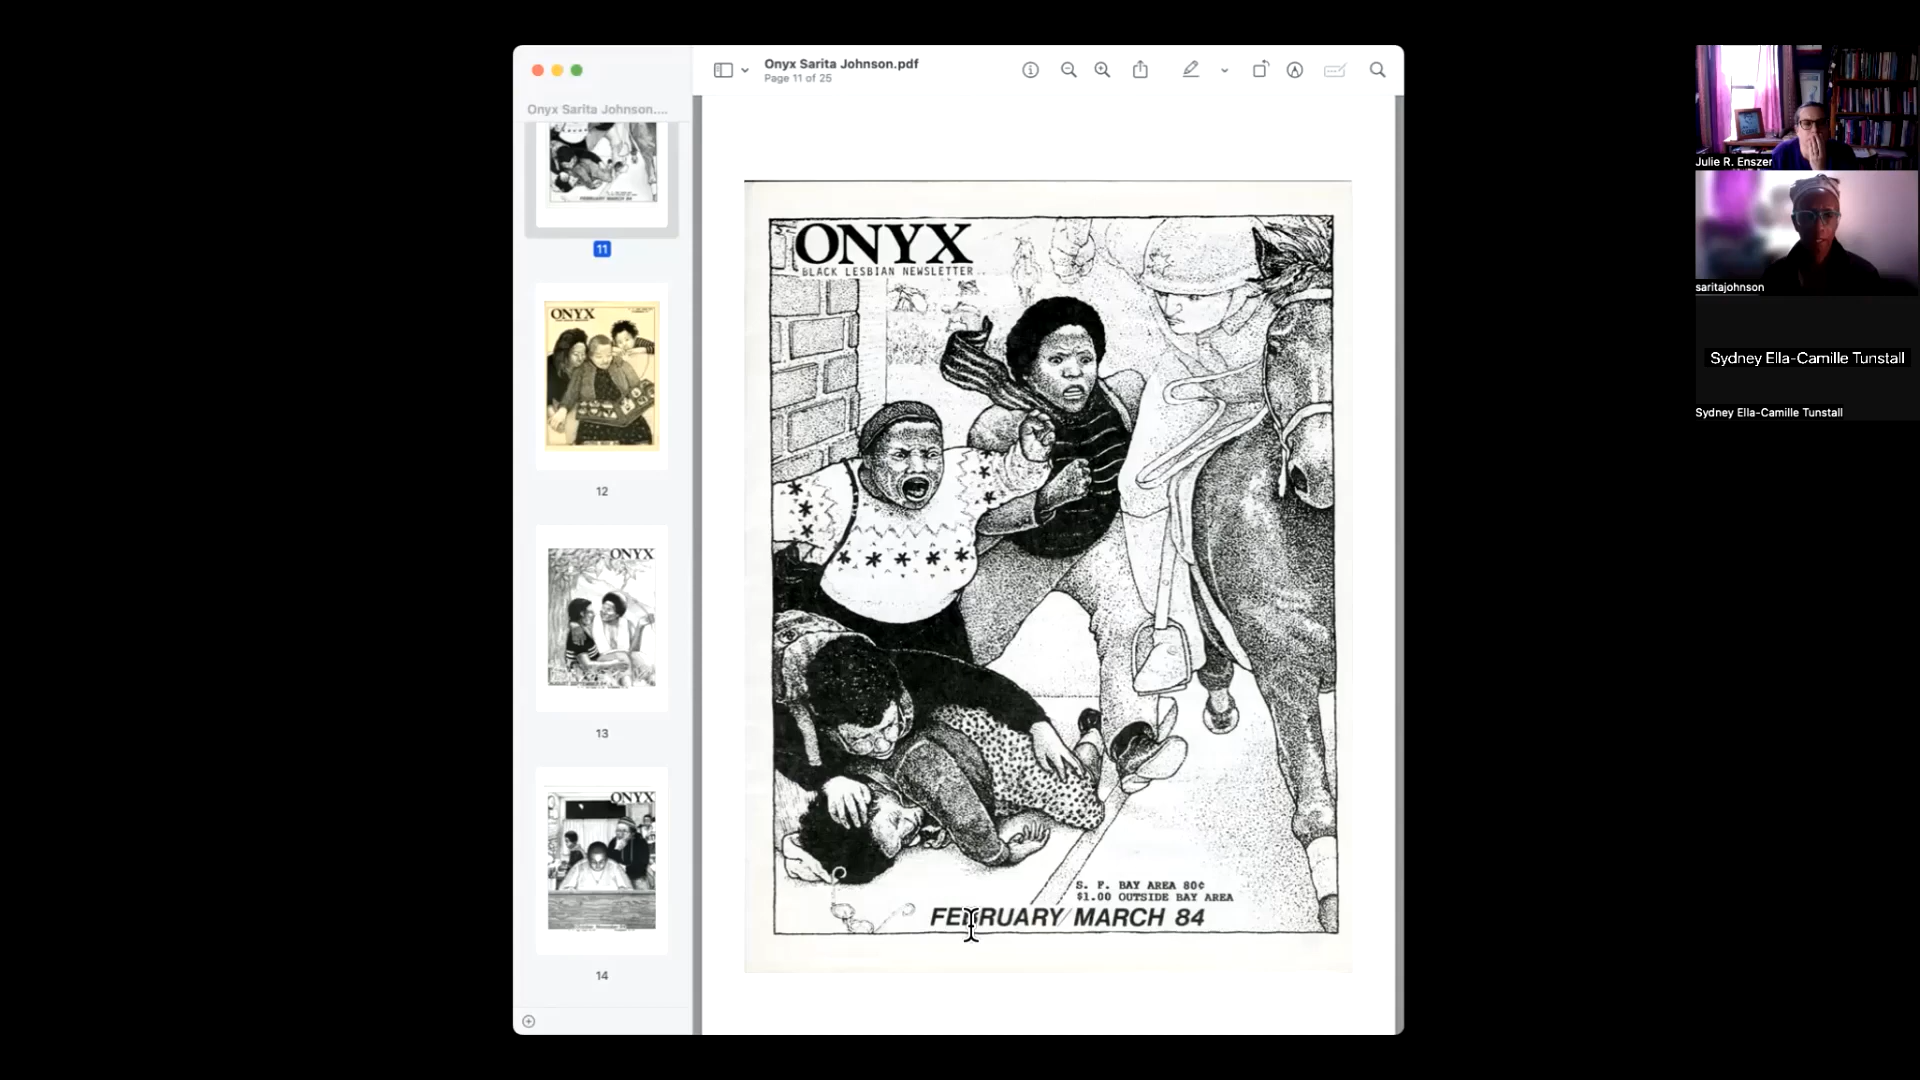 Onyx Sarita Johnson.pdf
Page 11 of 25
Onyx Sarita Johnson....
11
ONYX
12
ONYX
13
ONYX
14
ONYX
BLACK LESBIAN NEWSLETTER
S. F. BAY AREA 80¢
$1.00 OUTSIDE BAY AREA
FEBRUARY/MARCH 84
Julie R. Enszer
saritajohnson
Sydney Ella-Camille Tunstall
Sydney Ella-Camille Tunstall